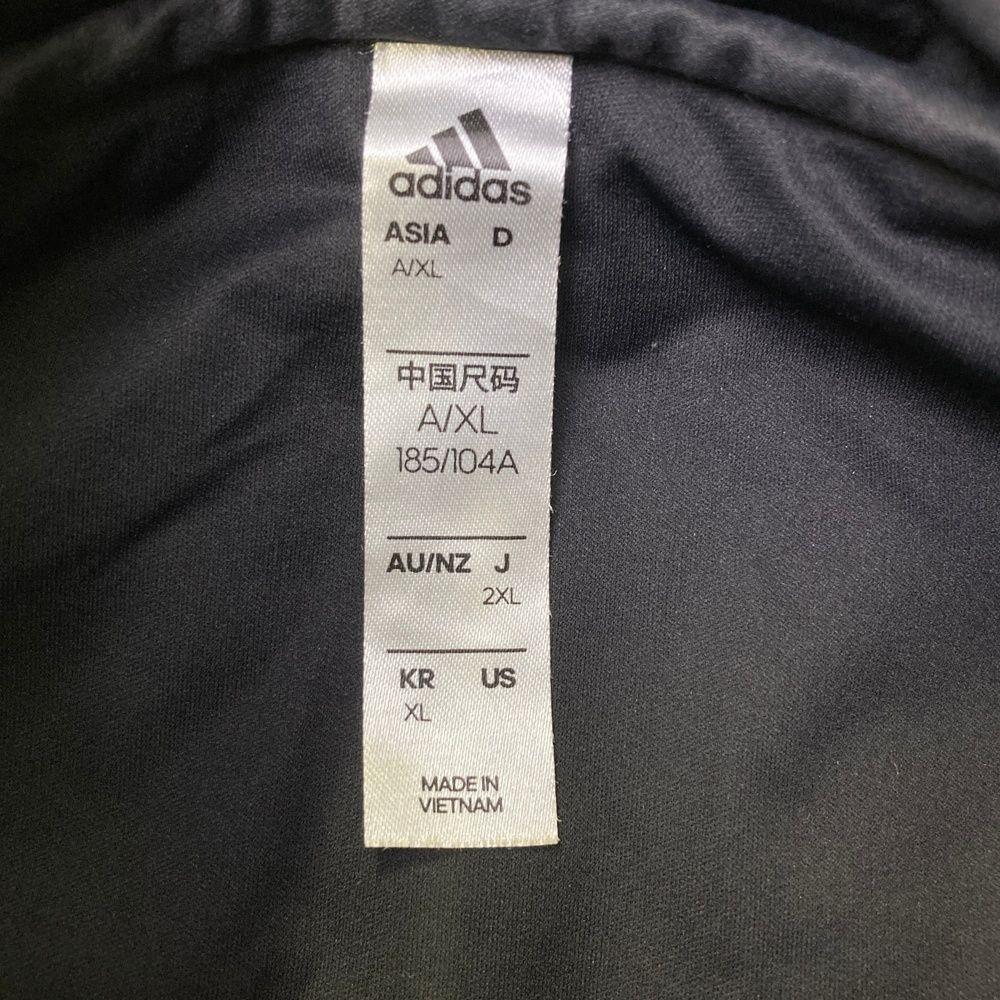 adidas
ASIA D
A/XL
中国尺码
A/XL
185/104A
AU/NZ J
2XL
KR US
XL
MADE IN
VIETNAM